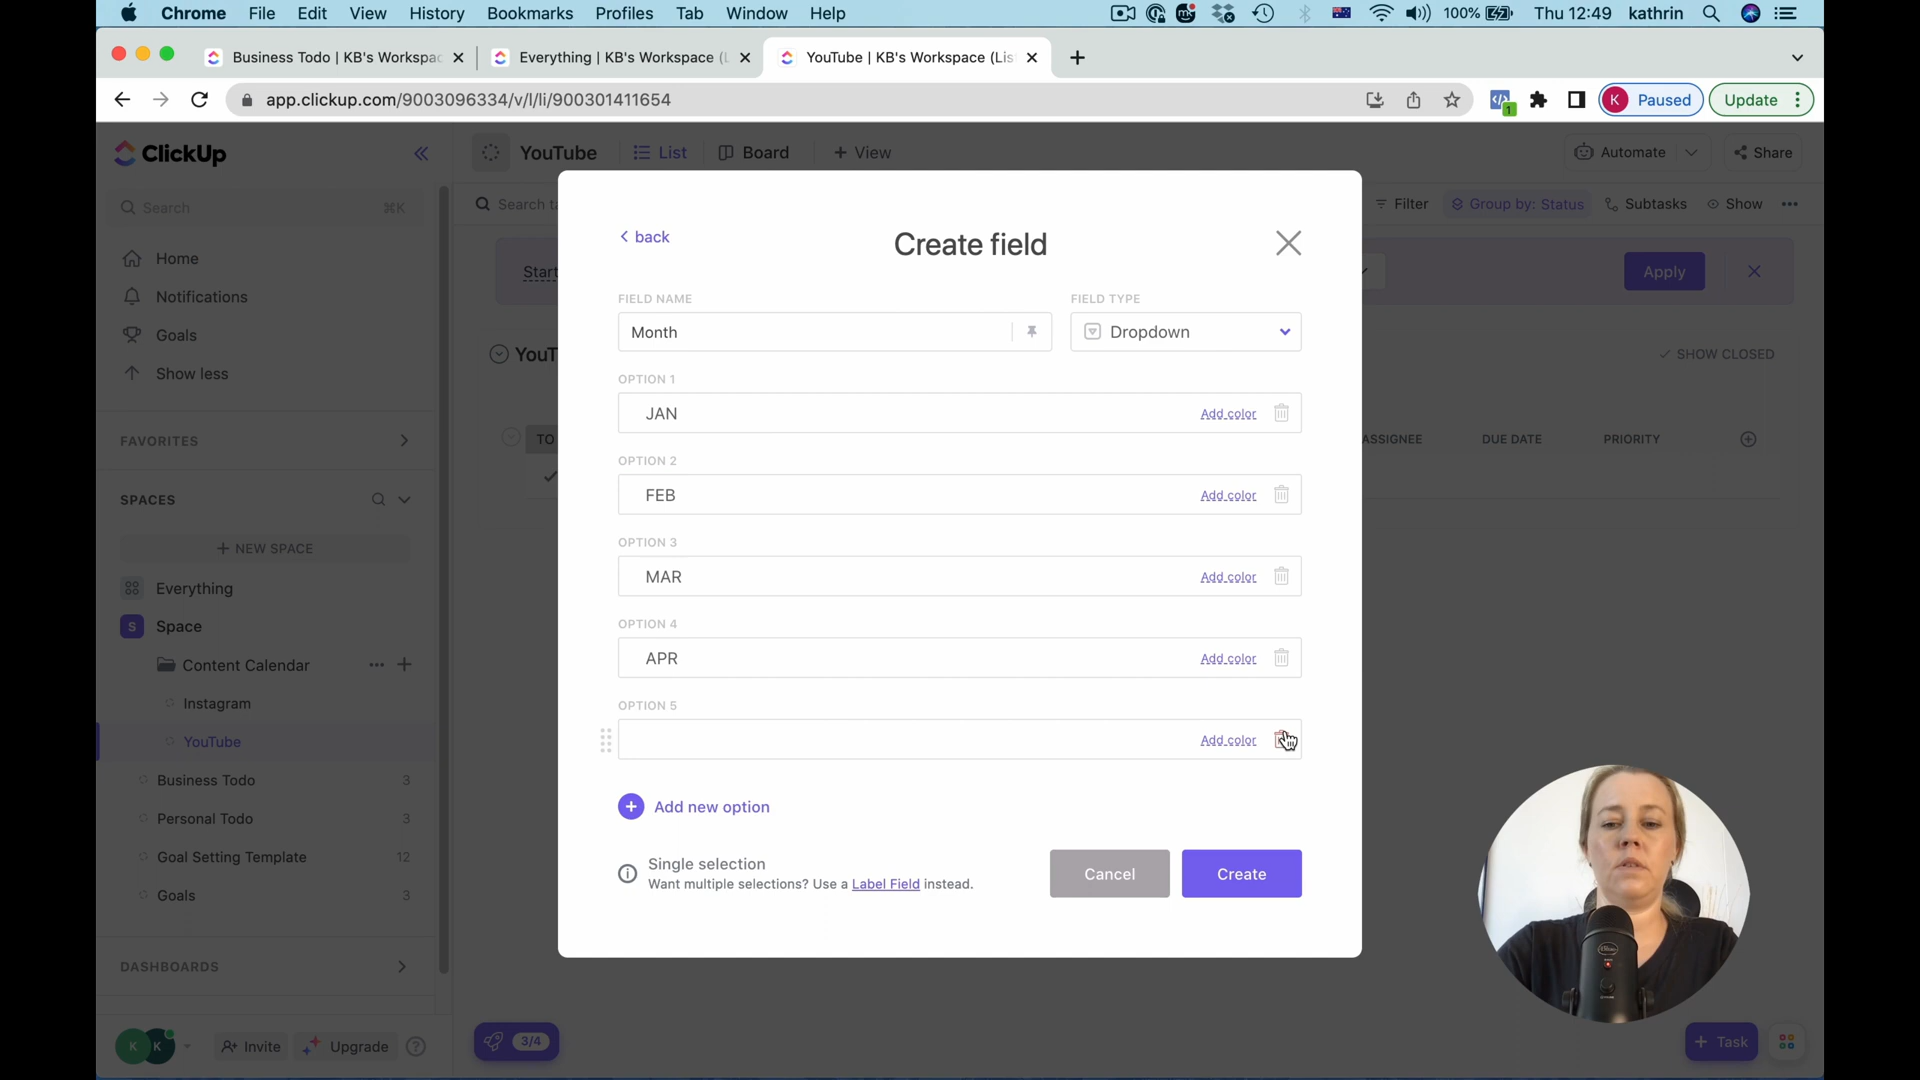 Chrome File Edit View History Bookmarks Profiles Tab Window Help 100% Thu 12:49 kathrin
Business Todo | KB's Workspac Everything | KB's Workspace (L YouTube | KB's Workspace (Lis
app.clickup.com/9003096334/v/l/li/900301411654 1 K Paused Update
ClickUp YouTube List Board + View Automate Share
Search ⌘K Search ta Filter Group by: Status Subtasks Show
Home
Notifications
Goals
Show less
FAVORITES
SPACES
+ NEW SPACE
Everything
S Space
Content Calendar
Instagram
YouTube
Business Todo 3
Personal Todo 3
Goal Setting Template 12
Goals 3
DASHBOARDS
K K Invite Upgrade ?
Start Apply
YouT SHOW CLOSED
TO ASSIGNEE DUE DATE PRIORITY
back
Create field
FIELD NAME FIELD TYPE
Month Dropdown
OPTION 1
JAN Add color
OPTION 2
FEB Add color
OPTION 3
MAR Add color
OPTION 4
APR Add color
OPTION 5
Add color
+ Add new option
Single selection
Want multiple selections? Use a Label Field instead.
Cancel Create
3/4 + Task